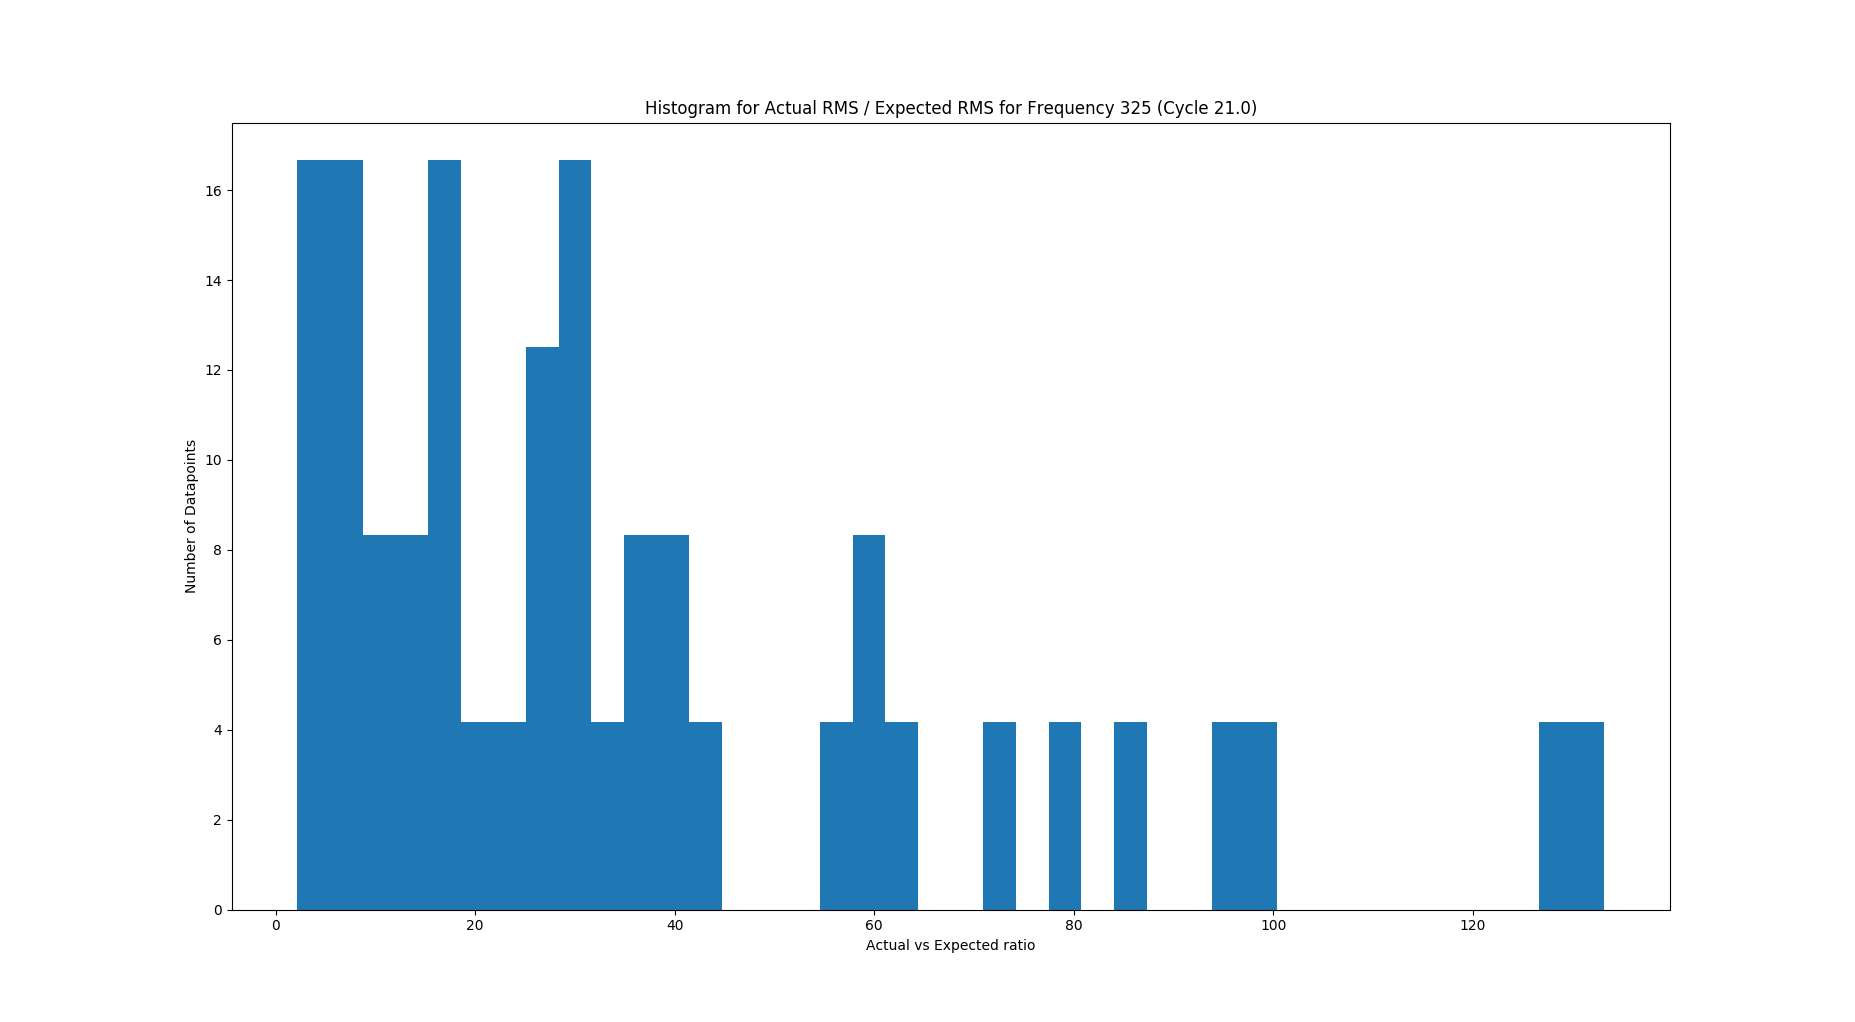 Histogram for Actual RMS / Expected RMS for Frequency 325 (Cycle 21.0)
16
14
12
10
8
6
4
2
0
Number of Datapoints
0 20 40 60 80 100 120
Actual vs Expected ratio